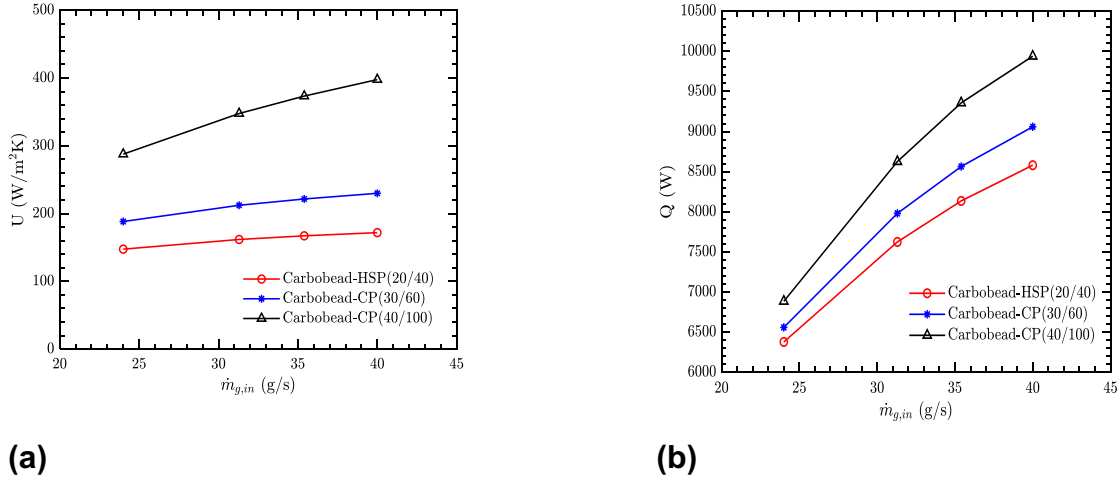 500
400
300
200
100
0
U (W/m²K)
Carbobead-HSP(20/40)
Carbobead-CP(30/60)
Carbobead-CP(40/100)
20 25 30 35 40 45
ṁg,in (g/s)
(a)
10500
10000
9500
9000
8500
8000
7500
7000
6500
6000
Q (W)
Carbobead-HSP(20/40)
Carbobead-CP(30/60)
Carbobead-CP(40/100)
20 25 30 35 40 45
ṁg,in (g/s)
(b)